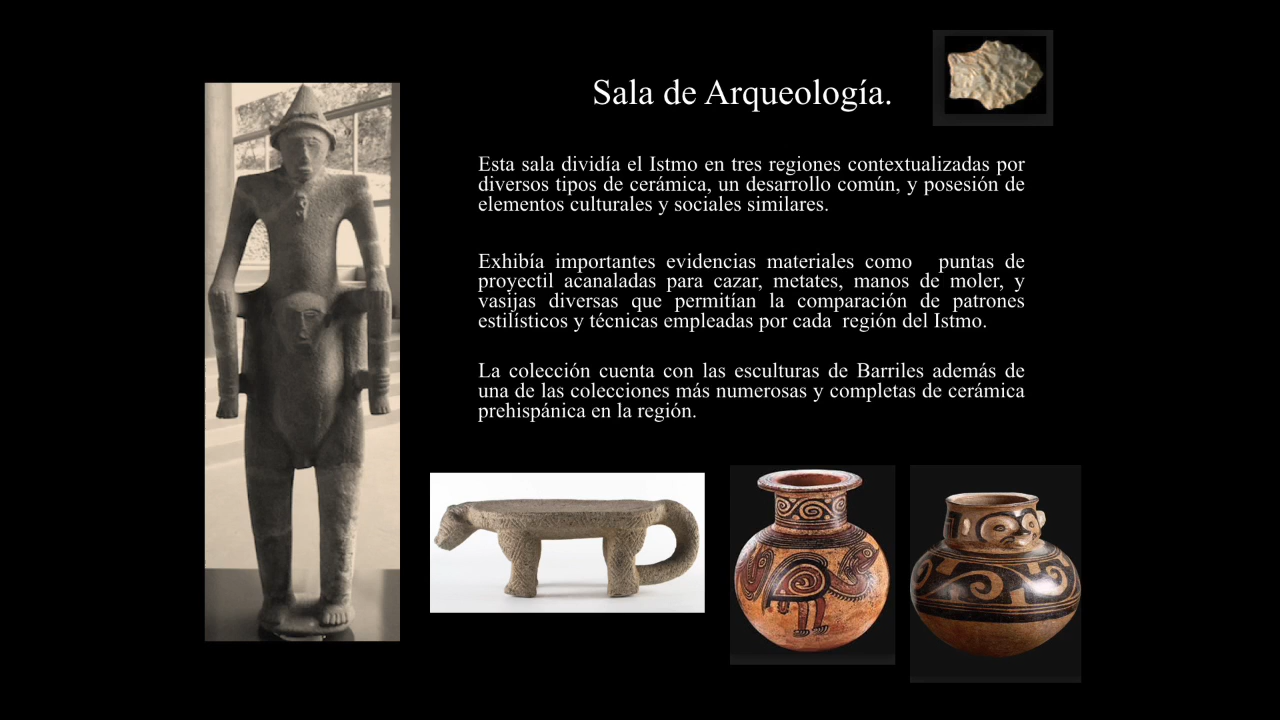 Sala de Arqueología.
Esta sala dividía el Istmo en tres regiones contextualizadas por
diversos tipos de cerámica, un desarrollo común, y posesión de
elementos culturales y sociales similares.
Exhibía importantes evidencias materiales como puntas de
proyectil acanaladas para cazar, metates, manos de moler, y
vasijas diversas que permitían la comparación de patrones
estilísticos y técnicas empleadas por cada región del Istmo.
La colección cuenta con las esculturas de Barriles además de
una de las colecciones más numerosas y completas de cerámica
prehispánica en la región.